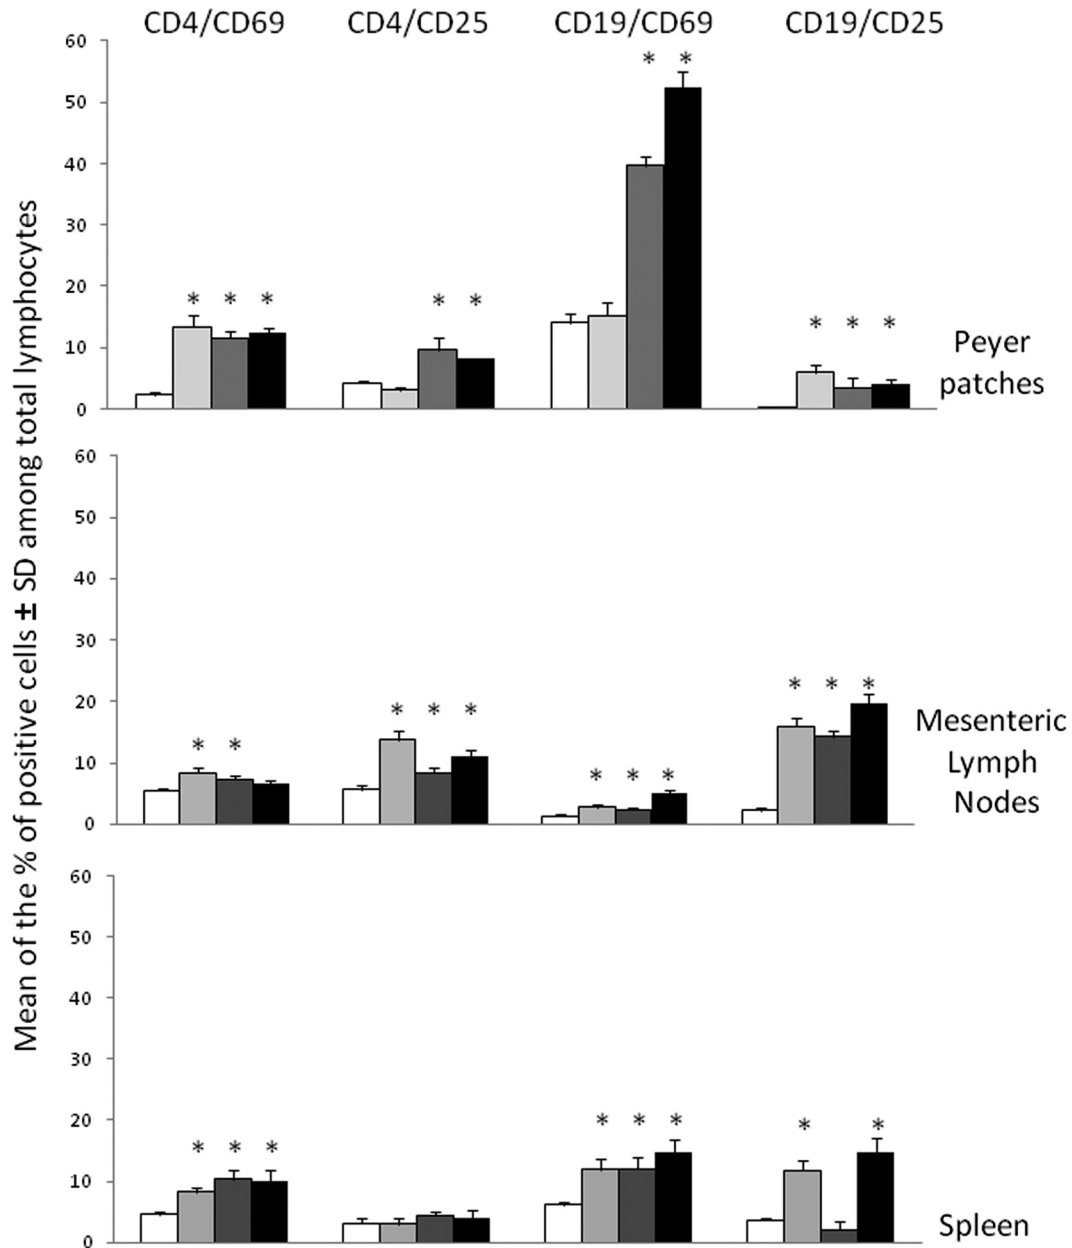 CD4/CD69 CD4/CD25 CD19/CD69 CD19/CD25
Mean of the % of positive cells ± SD among total lymphocytes
60
* *
50
40
30
20
* * * * *
* * *
10
0
Peyer
patches
60
50
40
30
20
* * *
* * *
* *
* * *
10
0
Mesenteric
Lymph
Nodes
60
50
40
30
20
* * *
* *
* * *
10
0
Spleen